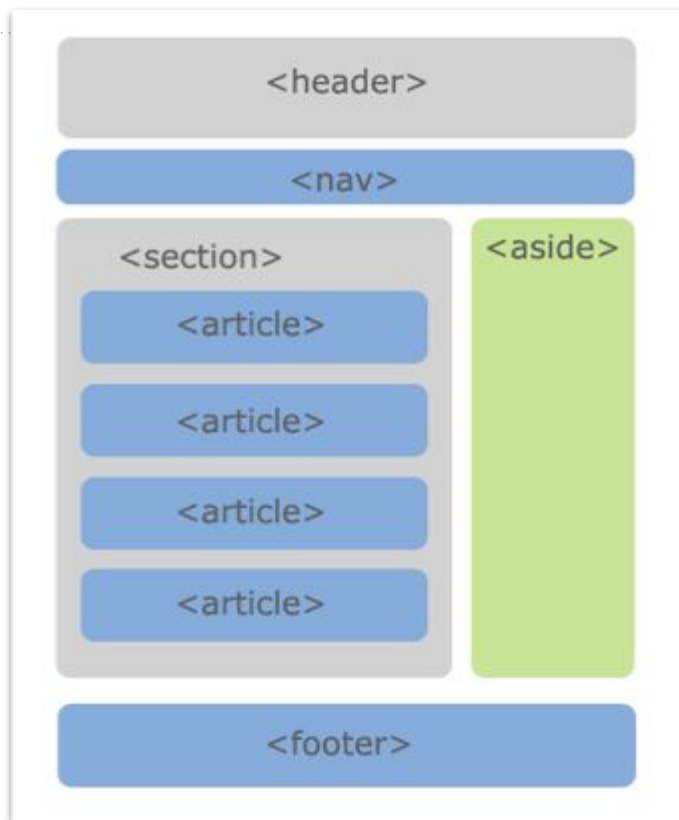 <header>
<nav>
<section>
<article>
<article>
<article>
<article>
<aside>
<footer>